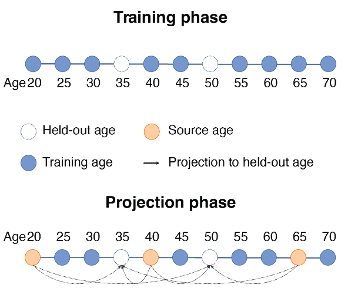 Training phase
Age 20 25 30 35 40 45 50 55 60 65 70
Held-out age Source age
Training age Projection to held-out age
Projection phase
Age 20 25 30 35 40 45 50 55 60 65 70